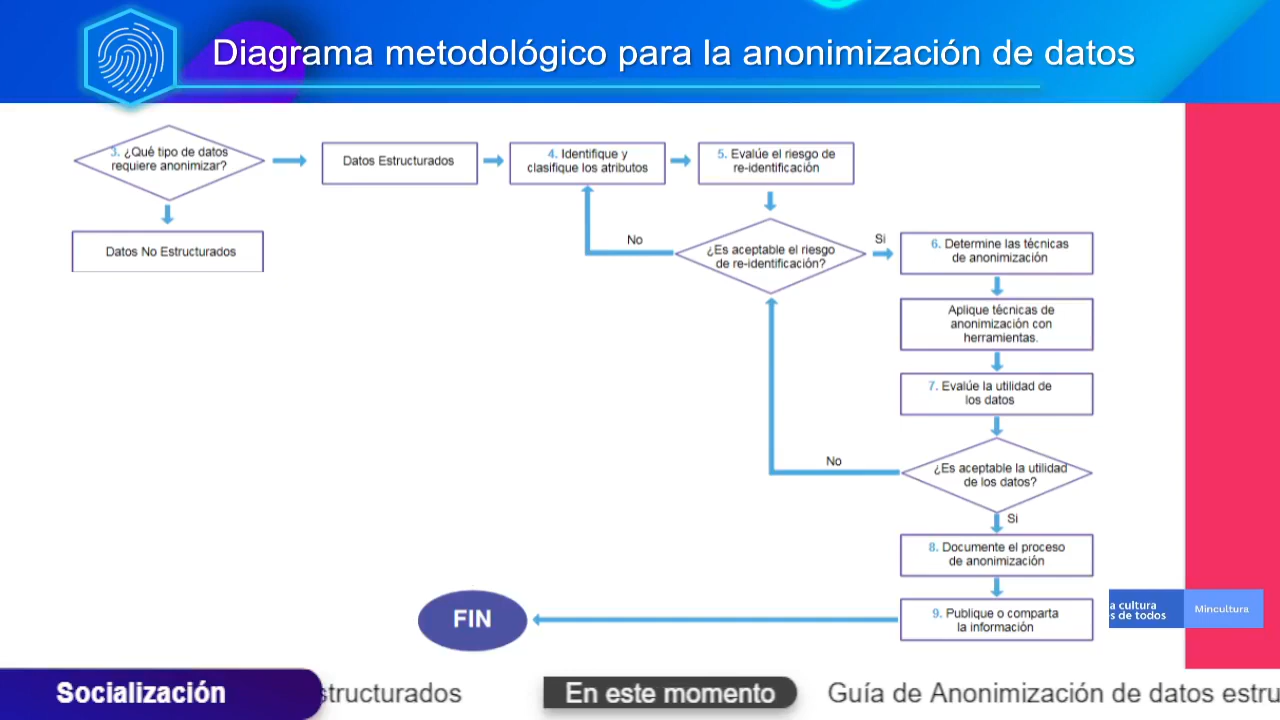 Diagrama metodológico para la anonimización de datos
3. ¿Qué tipo de datos
requiere anonimizar?
Datos Estructurados
4. Identifique y
clasifique los atributos
5. Evalúe el riesgo de
re-identificación
Datos No Estructurados
No
¿Es aceptable el riesgo
de re-identificación?
Si
6. Determine las técnicas
de anonimización
Aplique técnicas de
anonimización con
herramientas.
7. Evalúe la utilidad de
los datos
No
¿Es aceptable la utilidad
de los datos?
Si
8. Documente el proceso
de anonimización
9. Publique o comparta
la información
FIN
a cultura
s de todos
Mincultura
Socialización
structurados
En este momento
Guía de Anonimización de datos estru